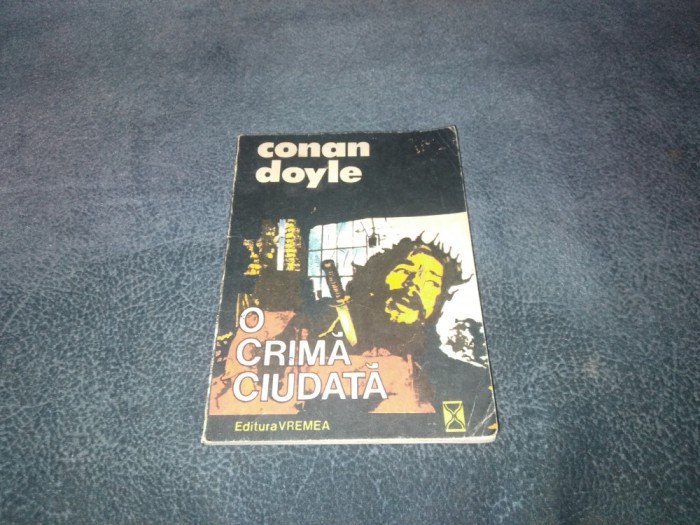 conan
doyle
O
CRIMĂ
CIUDATĂ
Editura VREMEA